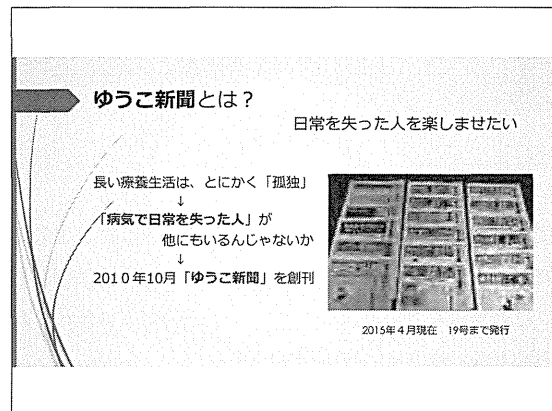 ゆうこ新聞とは？
日常を失った人を楽しませたい
長い療養生活は、とにかく「孤独」
↓
「病気で日常を失った人」が
他にもいるんじゃないか
↓
2010年10月「ゆうこ新聞」を創刊
2015年4月現在　19号まで発行